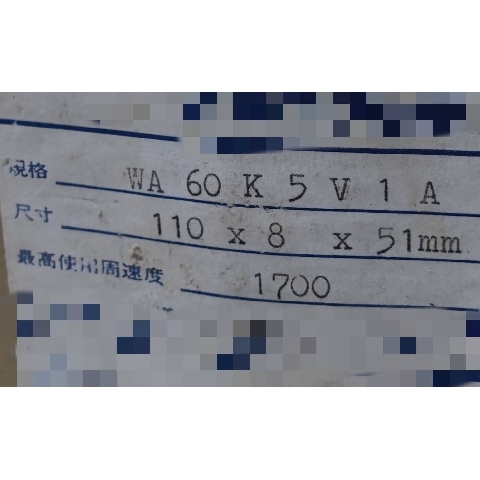 規格 WA 60 K 5 V 1 A
尺寸 110 x 8 x 51mm
最高使用周速度 1700